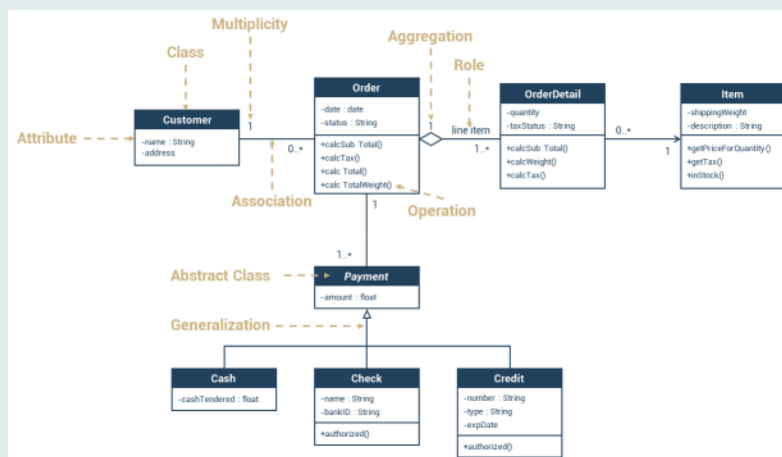 Multiplicity
Aggregation
Class
Role
Attribute
Customer
-name : String
-address
1
0..*
Association
Order
-date : date
-status : String
+calcSub Total()
+calcTax()
+calc Total()
+calc TotalWeight()
1
line item
1..*
Operation
OrderDetail
-quantity
-taxStatus : String
+calcSub Total()
+calcWeight()
+calcTax()
0..*
1
Item
-shippingWeight
-description : String
+getPriceForQuantity()
+getTax()
+inStock()
1
1..*
Abstract Class
Payment
-amount : float
Generalization
Cash
-cashTendered : float
Check
-name : String
-bankID : String
+authorized()
Credit
-number : String
-type : String
-expDate
+authorized()